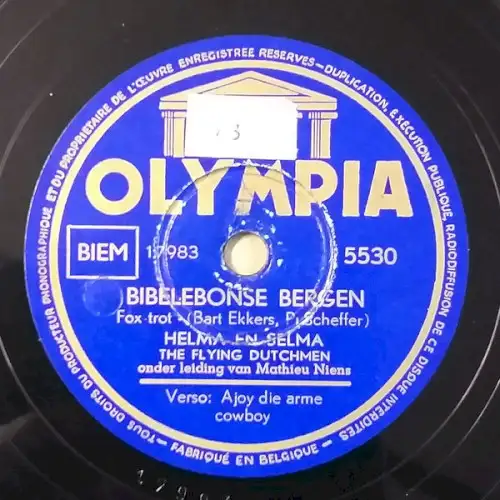 TOUS DROITS DU PRODUCTEUR PHONOGRAPHIQUE ET DU PROPRIETAIRE DE L'ŒUVRE ENREGISTREE RESERVES — DUPLICATION, EXECUTION PUBLIQUE, RADIODIFFUSION DE CE DISQUE INTERDITES —
OLYMPIA
BIEM 17983 5530
BIBELEBONSE BERGEN
Fox-trot - (Bart Ekkers, P. Scheffer)
HELMA EN SELMA
THE FLYING DUTCHMEN
onder leiding van Mathieu Niens
Verso: Ajoy die arme
cowboy
FABRIQUÉ EN BELGIQUE